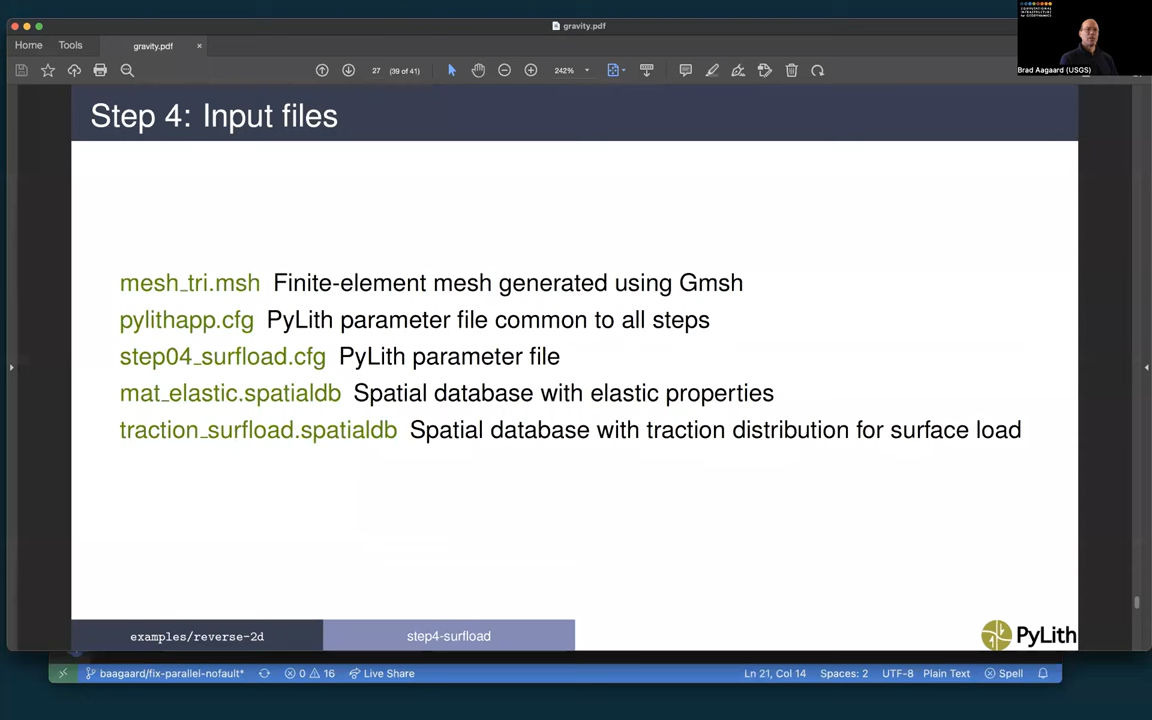 COMPUTATIONAL
INFRASTRUCTURE
for GEODYNAMICS
gravity.pdf
Brad Aagaard (USGS)
Home Tools gravity.pdf ×
27 (39 of 41) 242%
Step 4: Input files
mesh_tri.msh Finite-element mesh generated using Gmsh
pylithapp.cfg PyLith parameter file common to all steps
step04_surfload.cfg PyLith parameter file
mat_elastic.spatialdb Spatial database with elastic properties
traction_surfload.spatialdb Spatial database with traction distribution for surface load
examples/reverse-2d step4-surfload PyLith
baagaard/fix-parallel-nofault* 0 16 Live Share Ln 21, Col 14 Spaces: 2 UTF-8 Plain Text Spell